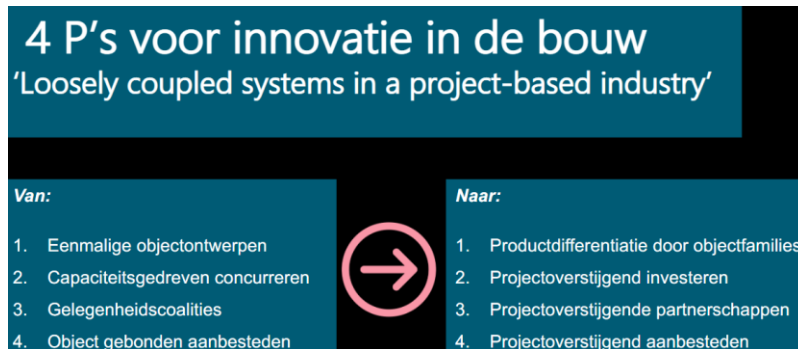 4 P's voor innovatie in de bouw
'Loosely coupled systems in a project-based industry'
Van:
1. Eenmalige objectontwerpen
2. Capaciteitsgedreven concurreren
3. Gelegenheidscoalities
4. Object gebonden aanbesteden
Naar:
1. Productdifferentiatie door objectfamilies
2. Projectoverstijgend investeren
3. Projectoverstijgende partnerschappen
4. Projectoverstijgend aanbesteden